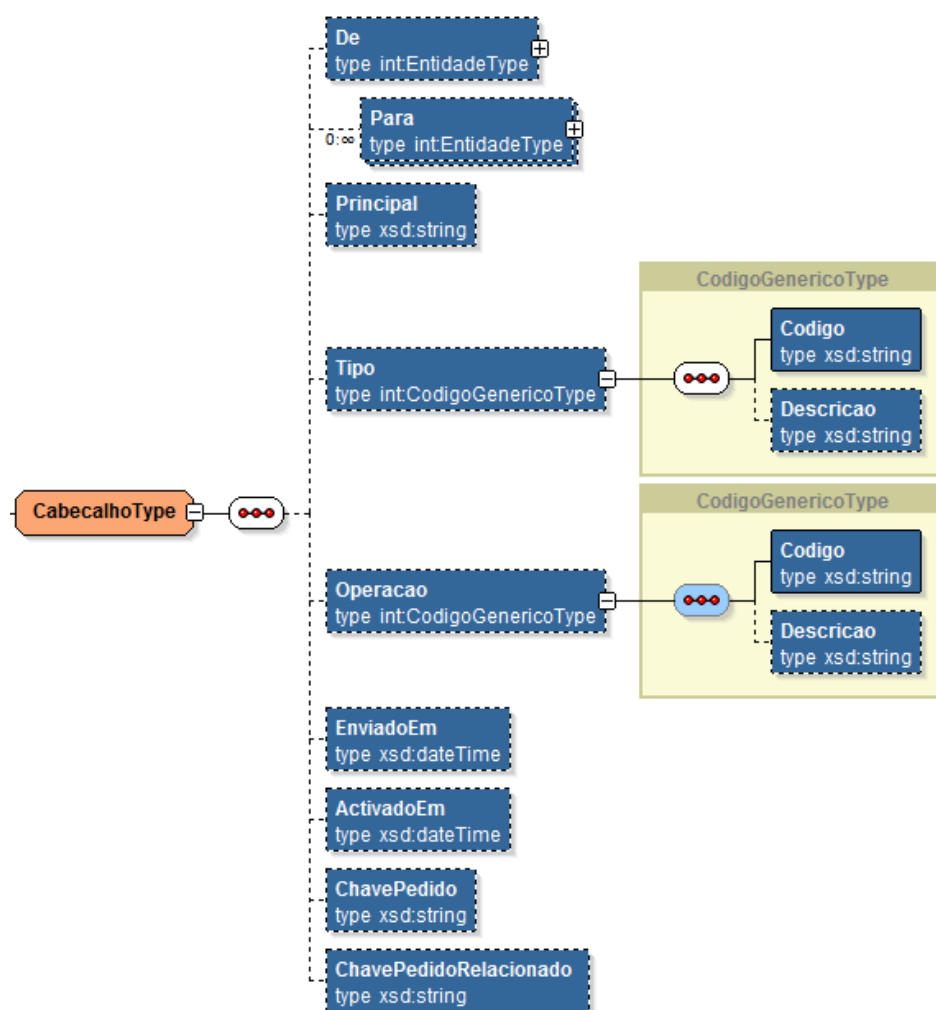 De
type int:EntidadeType
Para
0:∞
type int:EntidadeType
Principal
type xsd:string
CodigoGenericoType
Codigo
type xsd:string
Tipo
type int:CodigoGenericoType
Descricao
type xsd:string
CabecalhoType
CodigoGenericoType
Codigo
type xsd:string
Operacao
type int:CodigoGenericoType
Descricao
type xsd:string
EnviadoEm
type xsd:dateTime
ActivadoEm
type xsd:dateTime
ChavePedido
type xsd:string
ChavePedidoRelacionado
type xsd:string